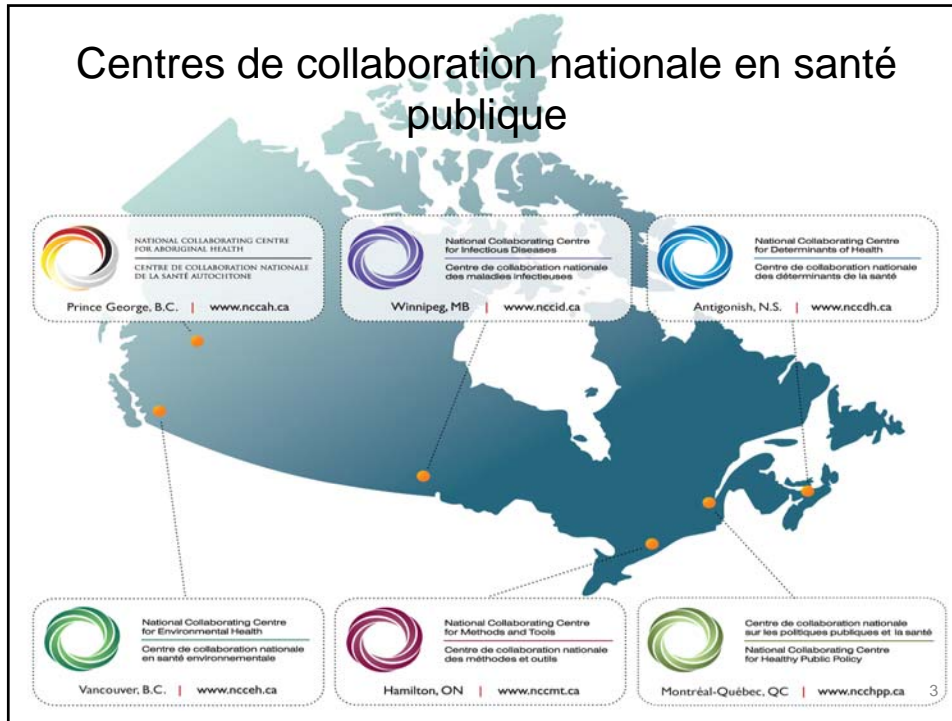 Centres de collaboration nationale en santé
publique
NATIONAL COLLABORATING CENTRE
FOR ABORIGINAL HEALTH
CENTRE DE COLLABORATION NATIONALE
DE LA SANTÉ AUTOCHTONE
Prince George, B.C. | www.nccah.ca
National Collaborating Centre
for Infectious Diseases
Centre de collaboration nationale
des maladies infectieuses
Winnipeg, MB | www.nccid.ca
National Collaborating Centre
for Determinants of Health
Centre de collaboration nationale
des déterminants de la santé
Antigonish, N.S. | www.nccdh.ca
National Collaborating Centre
for Environmental Health
Centre de collaboration nationale
en santé environnementale
Vancouver, B.C. | www.ncceh.ca
National Collaborating Centre
for Methods and Tools
Centre de collaboration nationale
des méthodes et outils
Hamilton, ON | www.nccmt.ca
Centre de collaboration nationale
sur les politiques publiques et la santé
National Collaborating Centre
for Healthy Public Policy
Montréal-Québec, QC | www.ncchpp.ca
3